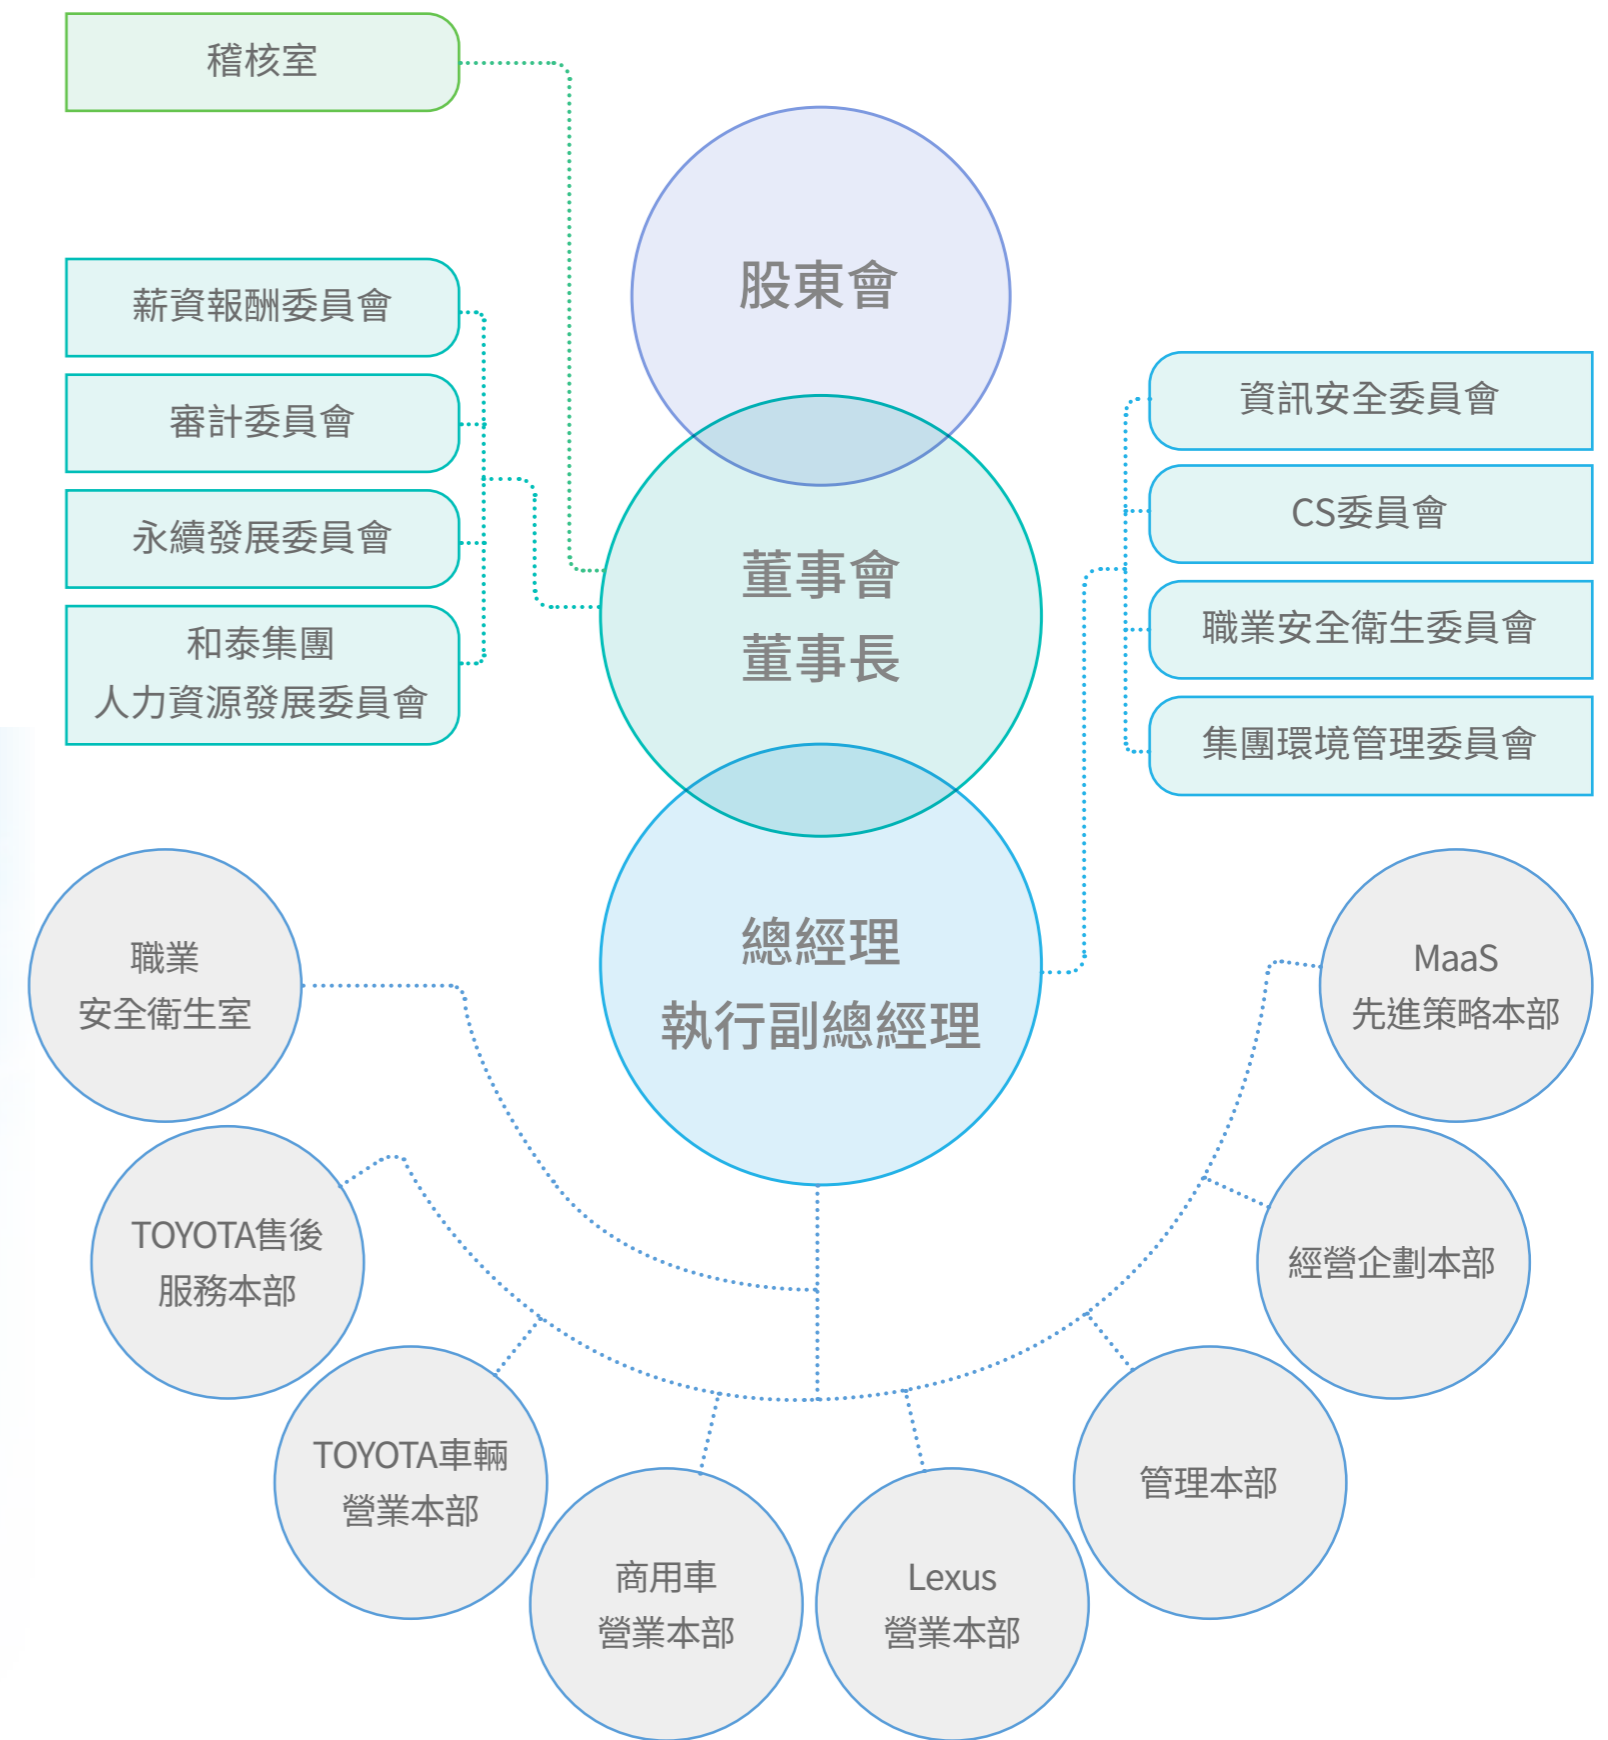 稽核室
股東會
薪資報酬委員會
審計委員會
永續發展委員會
和泰集團
人力資源發展委員會
董事會
董事長
資訊安全委員會
CS委員會
職業安全衛生委員會
集團環境管理委員會
總經理
執行副總經理
職業
安全衛生室
TOYOTA售後
服務本部
TOYOTA車輛
營業本部
商用車
營業本部
Lexus
營業本部
管理本部
經營企劃本部
MaaS
先進策略本部